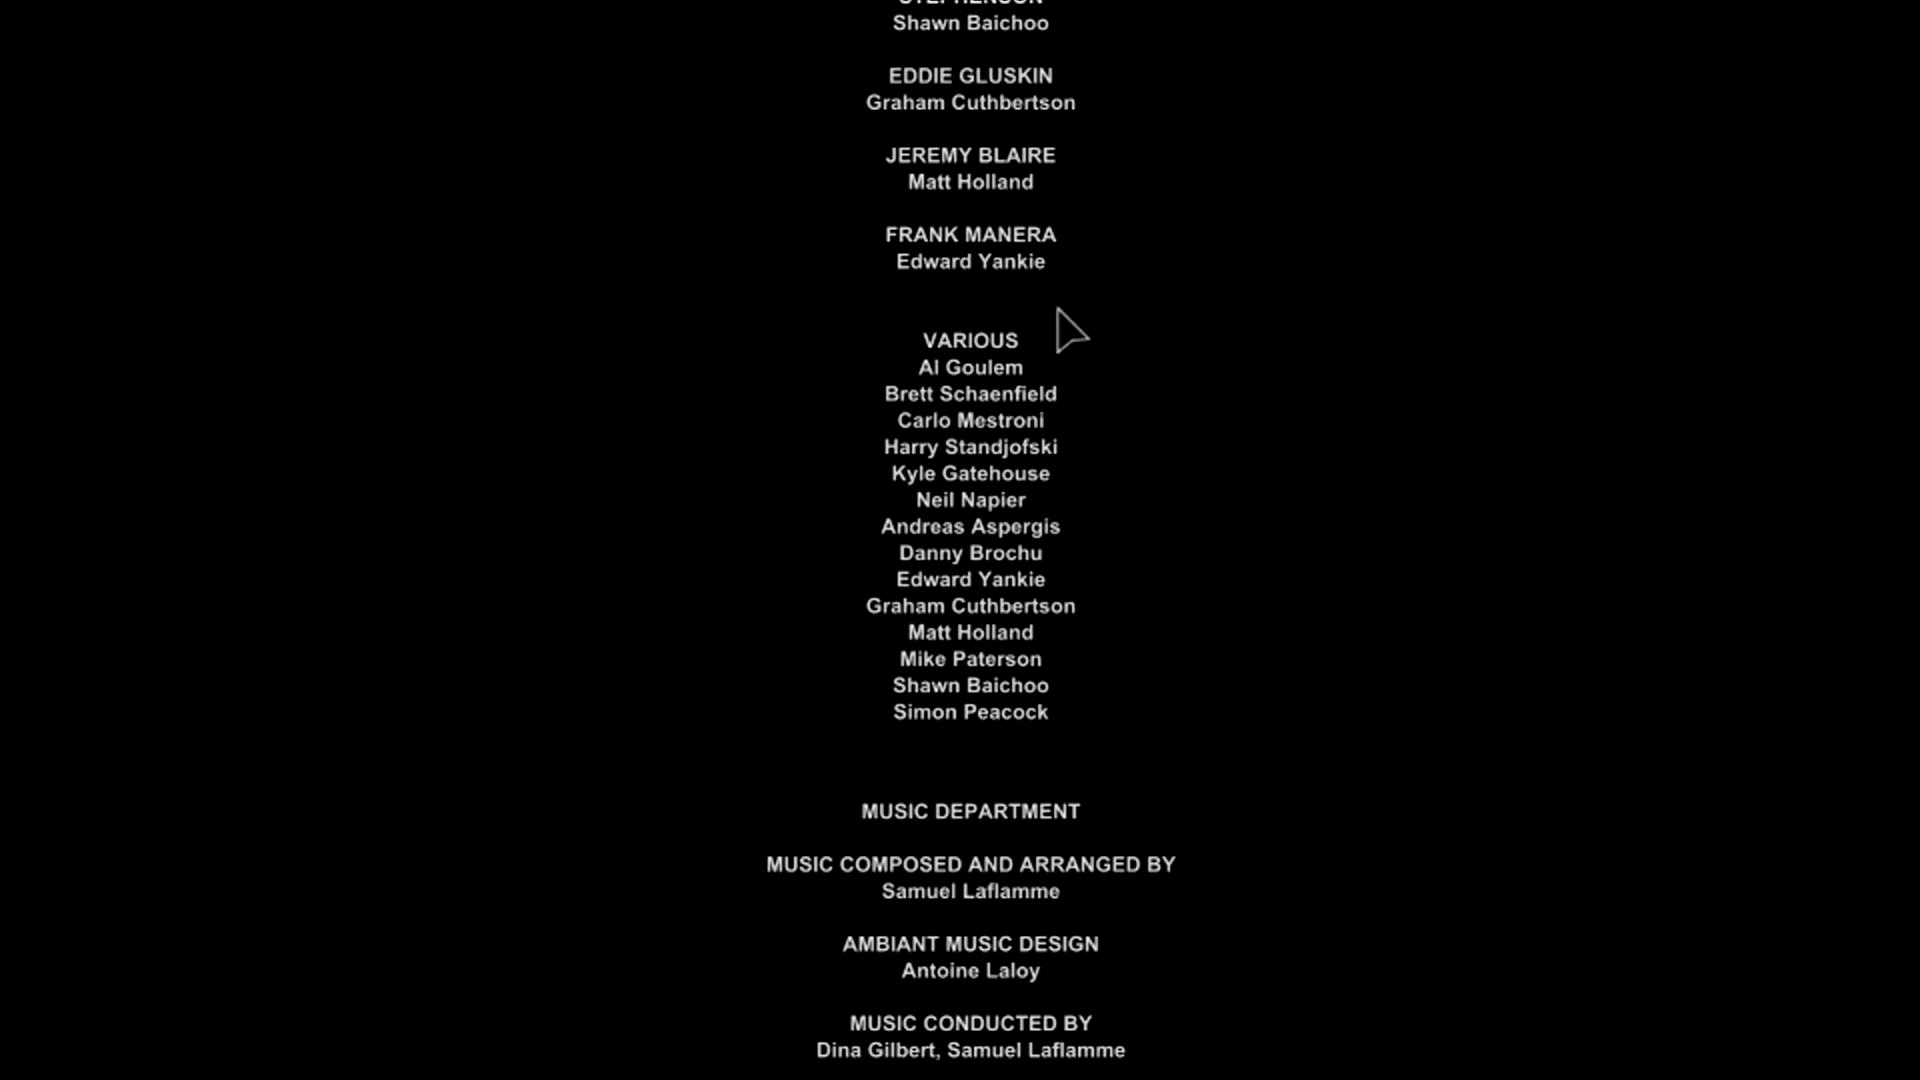 STEPHENSON
Shawn Baichoo
EDDIE GLUSKIN
Graham Cuthbertson
JEREMY BLAIRE
Matt Holland
FRANK MANERA
Edward Yankie
VARIOUS
Al Goulem
Brett Schaenfield
Carlo Mestroni
Harry Standjofski
Kyle Gatehouse
Neil Napier
Andreas Aspergis
Danny Brochu
Edward Yankie
Graham Cuthbertson
Matt Holland
Mike Paterson
Shawn Baichoo
Simon Peacock
MUSIC DEPARTMENT
MUSIC COMPOSED AND ARRANGED BY
Samuel Laflamme
AMBIANT MUSIC DESIGN
Antoine Laloy
MUSIC CONDUCTED BY
Dina Gilbert, Samuel Laflamme